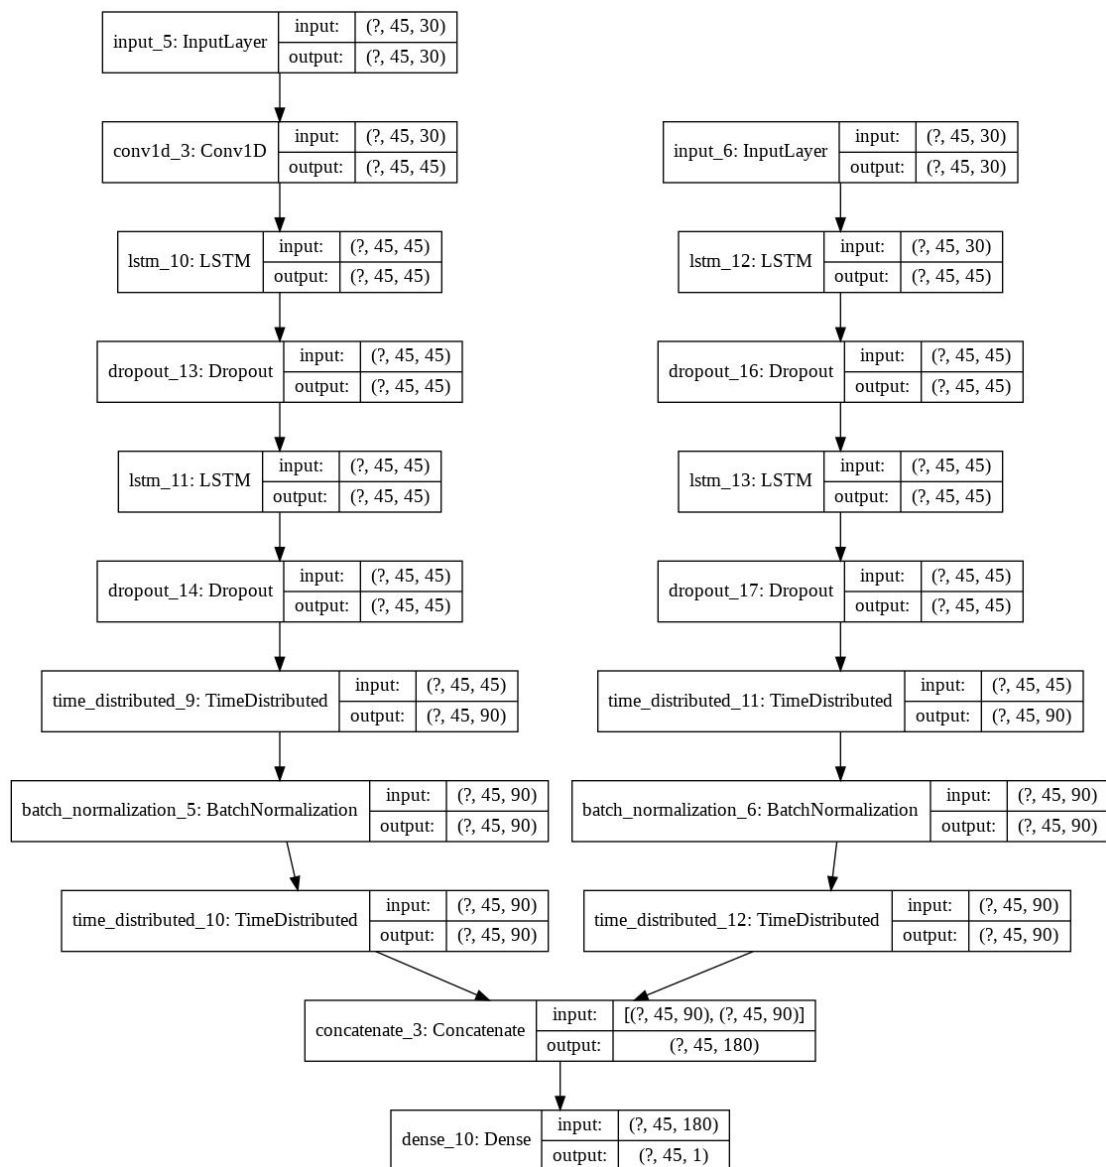 input_5: InputLayer
input: (?, 45, 30)
output: (?, 45, 30)
conv1d_3: Conv1D
input: (?, 45, 30)
output: (?, 45, 45)
lstm_10: LSTM
input: (?, 45, 45)
output: (?, 45, 45)
dropout_13: Dropout
input: (?, 45, 45)
output: (?, 45, 45)
lstm_11: LSTM
input: (?, 45, 45)
output: (?, 45, 45)
dropout_14: Dropout
input: (?, 45, 45)
output: (?, 45, 45)
time_distributed_9: TimeDistributed
input: (?, 45, 45)
output: (?, 45, 90)
batch_normalization_5: BatchNormalization
input: (?, 45, 90)
output: (?, 45, 90)
time_distributed_10: TimeDistributed
input: (?, 45, 90)
output: (?, 45, 90)
input_6: InputLayer
input: (?, 45, 30)
output: (?, 45, 30)
lstm_12: LSTM
input: (?, 45, 30)
output: (?, 45, 45)
dropout_16: Dropout
input: (?, 45, 45)
output: (?, 45, 45)
lstm_13: LSTM
input: (?, 45, 45)
output: (?, 45, 45)
dropout_17: Dropout
input: (?, 45, 45)
output: (?, 45, 45)
time_distributed_11: TimeDistributed
input: (?, 45, 45)
output: (?, 45, 90)
batch_normalization_6: BatchNormalization
input: (?, 45, 90)
output: (?, 45, 90)
time_distributed_12: TimeDistributed
input: (?, 45, 90)
output: (?, 45, 90)
concatenate_3: Concatenate
input: [(?, 45, 90), (?, 45, 90)]
output: (?, 45, 180)
dense_10: Dense
input: (?, 45, 180)
output: (?, 45, 1)